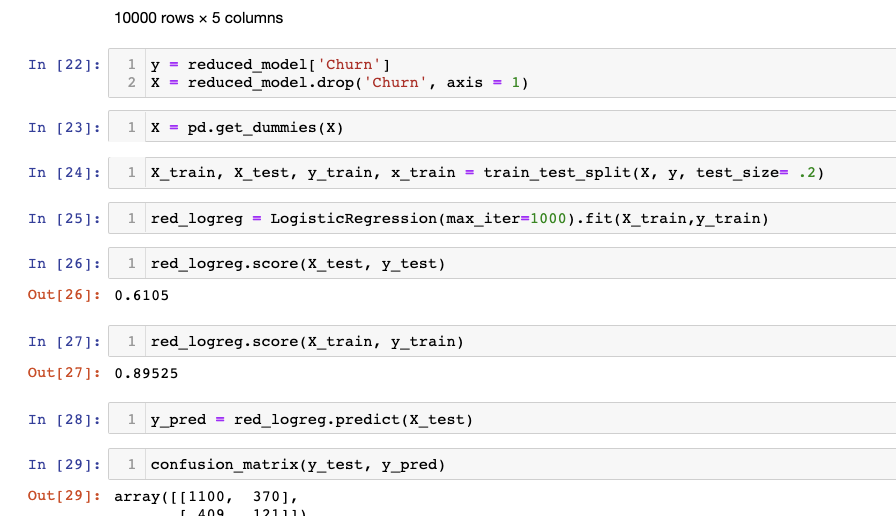 10000 rows × 5 columns
In [22]: 1 y = reduced_model['Churn']
2 X = reduced_model.drop('Churn', axis = 1)
In [23]: 1 X = pd.get_dummies(X)
In [24]: 1 X_train, X_test, y_train, x_train = train_test_split(X, y, test_size= .2)
In [25]: 1 red_logreg = LogisticRegression(max_iter=1000).fit(X_train,y_train)
In [26]: 1 red_logreg.score(X_test, y_test)
Out[26]: 0.6105
In [27]: 1 red_logreg.score(X_train, y_train)
Out[27]: 0.89525
In [28]: 1 y_pred = red_logreg.predict(X_test)
In [29]: 1 confusion_matrix(y_test, y_pred)
Out[29]: array([[1100, 370],
[ 409, 121]])